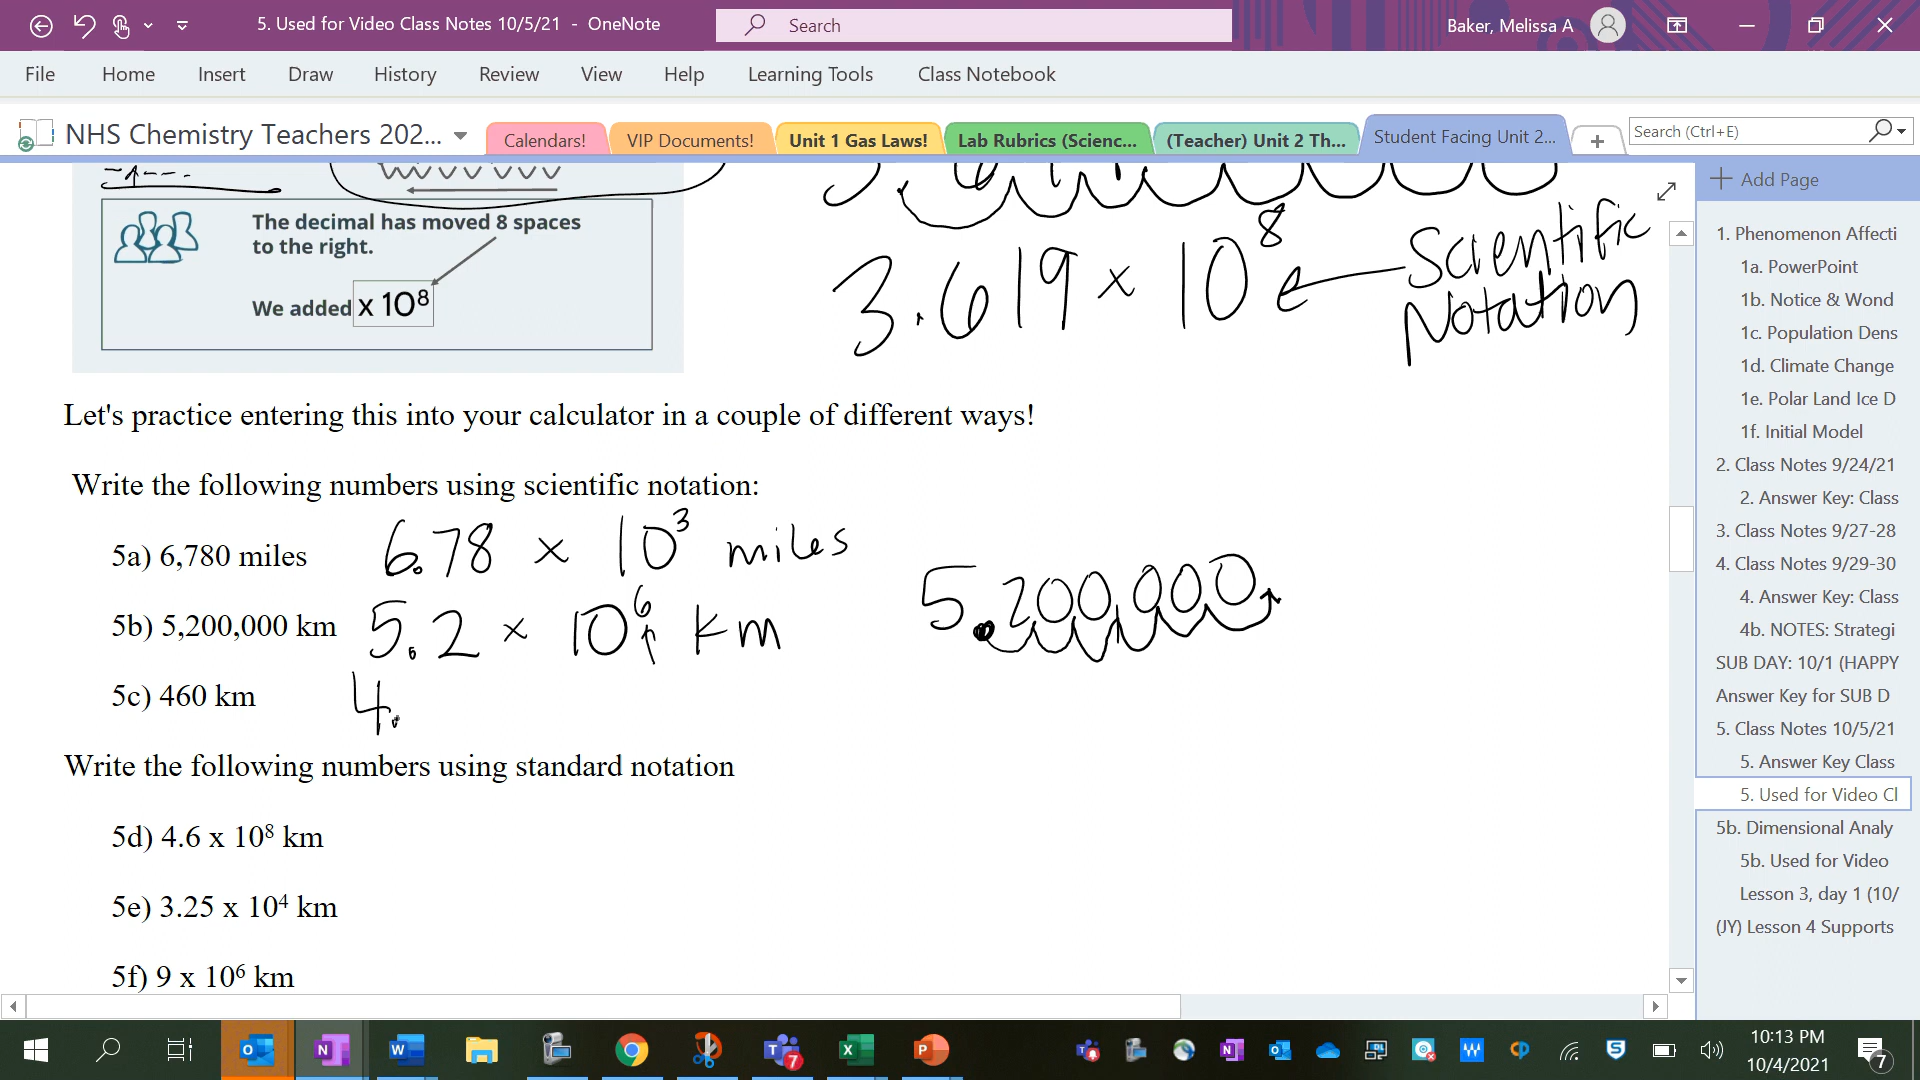 5. Used for Video Class Notes 10/5/21 - OneNote
Search
Baker, Melissa A
File Home Insert Draw History Review View Help Learning Tools Class Notebook
NHS Chemistry Teachers 202...
Calendars!
VIP Documents!
Unit 1 Gas Laws!
Lab Rubrics (Scienc...
(Teacher) Unit 2 Th...
Student Facing Unit 2...
Search (Ctrl+E)
Add Page
The decimal has moved 8 spaces
to the right.
We added x 10⁸
3.619 x 10⁸
Scientific
Notation
Let's practice entering this into your calculator in a couple of different ways!
Write the following numbers using scientific notation:
5a) 6,780 miles 6.78 x 10³ miles
5b) 5,200,000 km 5.2 x 10⁶ km 5.200,000
5c) 460 km 4.
Write the following numbers using standard notation
5d) 4.6 x 10⁸ km
5e) 3.25 x 10⁴ km
5f) 9 x 10⁶ km
1. Phenomenon Affecti
1a. PowerPoint
1b. Notice & Wond
1c. Population Dens
1d. Climate Change
1e. Polar Land Ice D
1f. Initial Model
2. Class Notes 9/24/21
2. Answer Key: Class
3. Class Notes 9/27-28
4. Class Notes 9/29-30
4. Answer Key: Class
4b. NOTES: Strategi
SUB DAY: 10/1 (HAPPY
Answer Key for SUB D
5. Class Notes 10/5/21
5. Answer Key Class
5. Used for Video Cl
5b. Dimensional Analy
5b. Used for Video
Lesson 3, day 1 (10/
(JY) Lesson 4 Supports
10:13 PM
10/4/2021
7